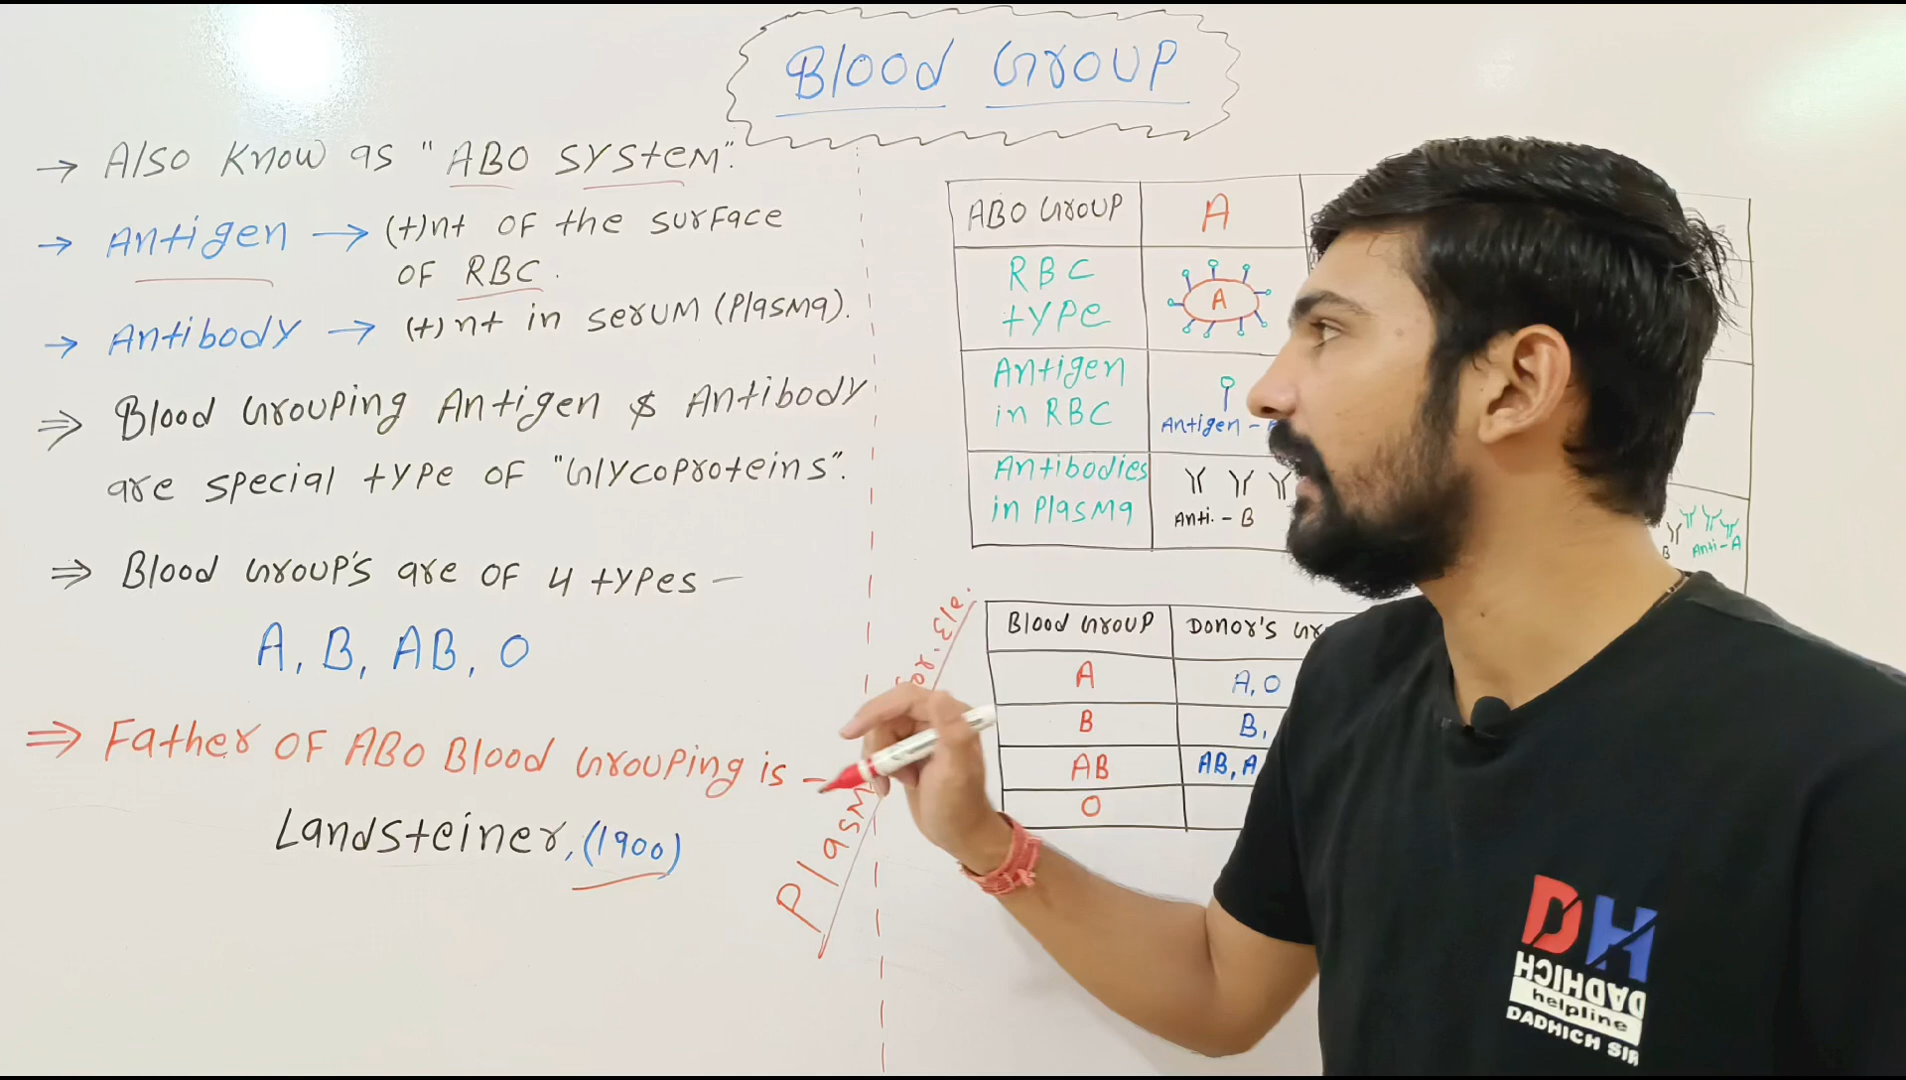 Blood Group
→ Also Know as "ABO System".
→ Antigen → (+)nt OF the surface
OF RBC.
→ Antibody → (+)nt in serum (Plasma).
⇒ Blood Grouping Antigen & Antibody
are special type OF "Glycoproteins".
⇒ Blood Group's are OF 4 types –
A, B, AB, O
⇒ Father OF ABO Blood Grouping is –
Landsteiner, (1900)
ABO Group A
RBC
type
A
Antigen
in RBC
Antigen -
Antibodies
in Plasma
Anti. - B
B Anti-A
Blood Group Donor's
A A, O
B B,
AB AB, A
O
DH
DADHICH
helpline
DADHICH SIR